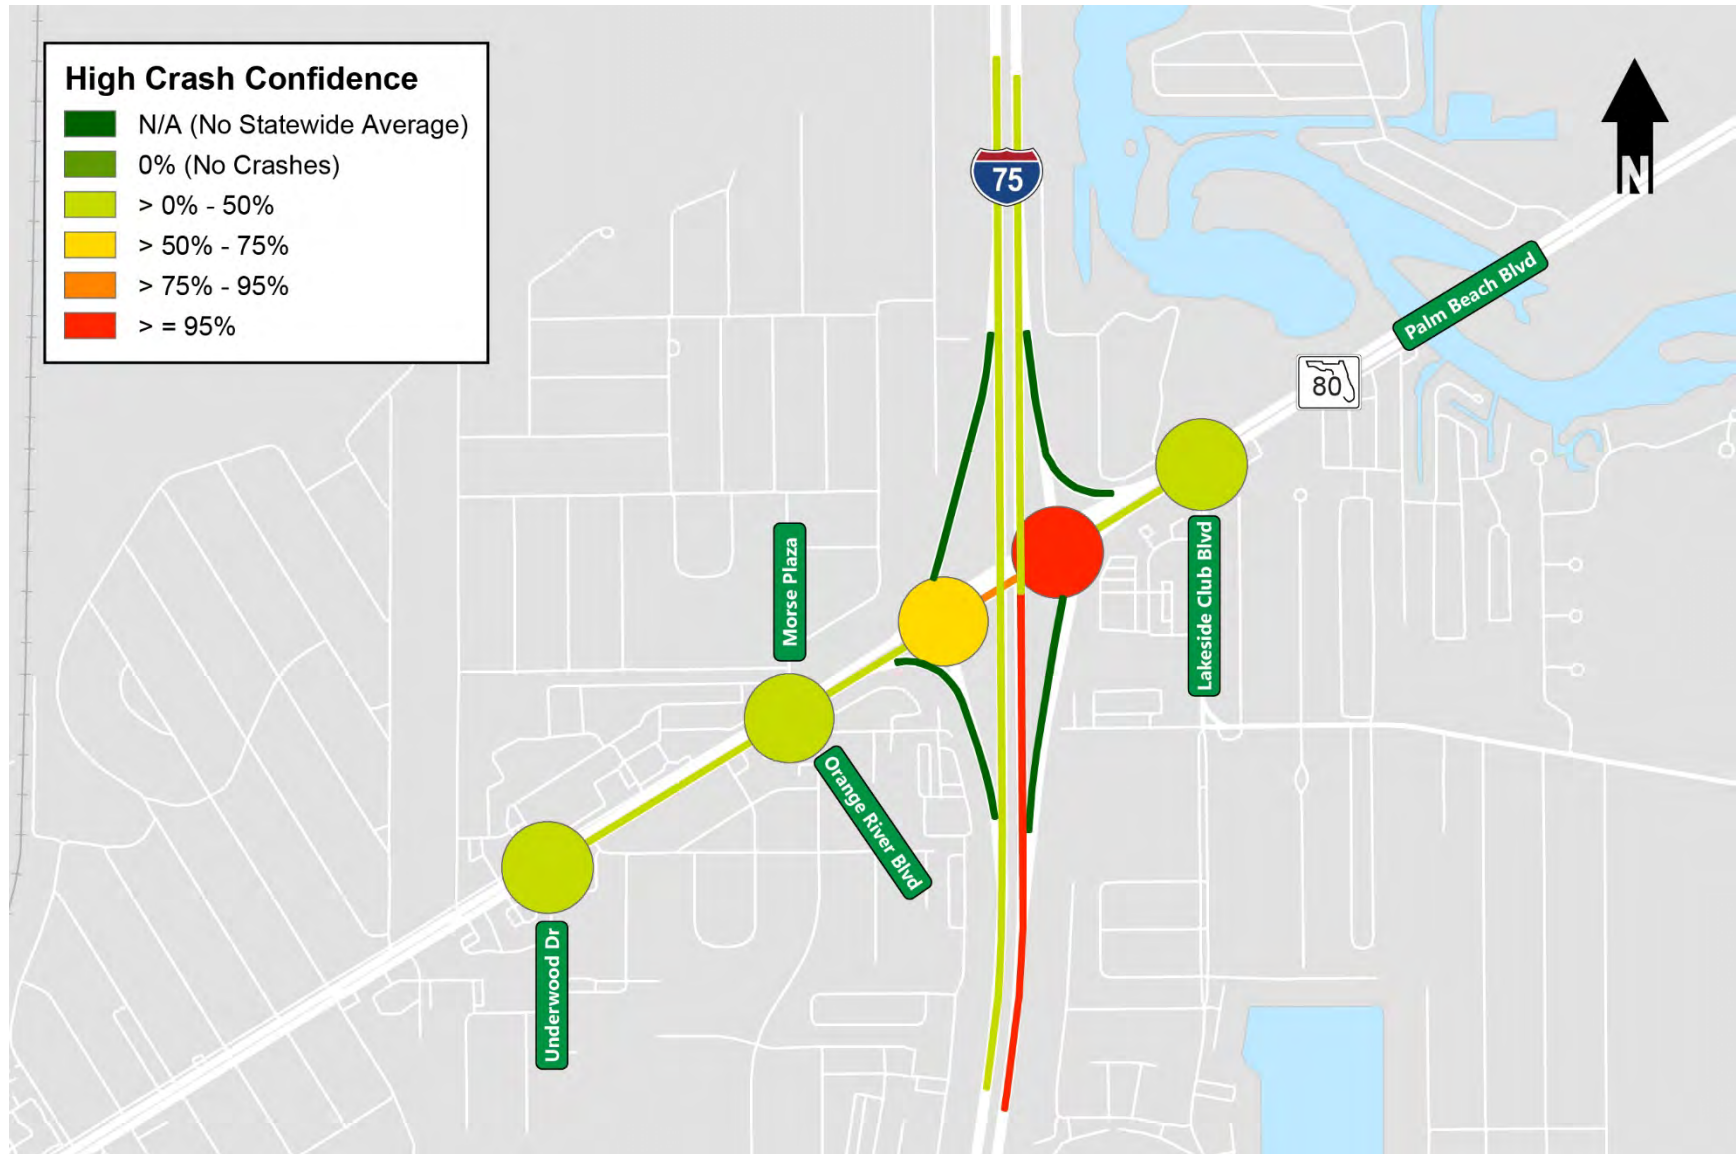 High Crash Confidence
N/A (No Statewide Average)
0% (No Crashes)
> 0% - 50%
> 50% - 75%
> 75% - 95%
> = 95%
75
N
Palm Beach Blvd
80
Morse Plaza
Lakeside Club Blvd
Orange River Blvd
Underwood Dr